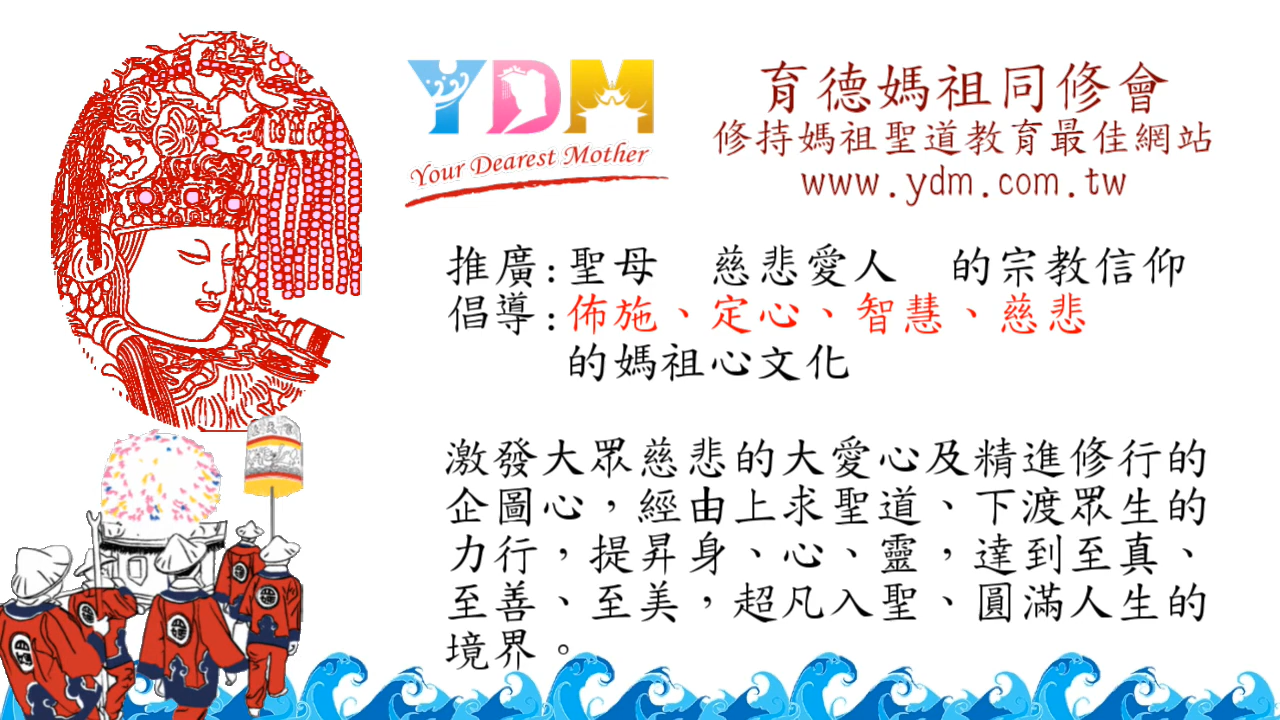 YDM
Your Dearest Mother
育德媽祖同修會
修持媽祖聖道教育最佳網站
www.ydm.com.tw
推廣:聖母　慈悲愛人　的宗教信仰
倡導:佈施、定心、智慧、慈悲
的媽祖心文化
激發大眾慈悲的大愛心及精進修行的
企圖心，經由上求聖道、下渡眾生的
力行，提昇身、心、靈，達到至真、
至善、至美，超凡入聖、圓滿人生的
境界。